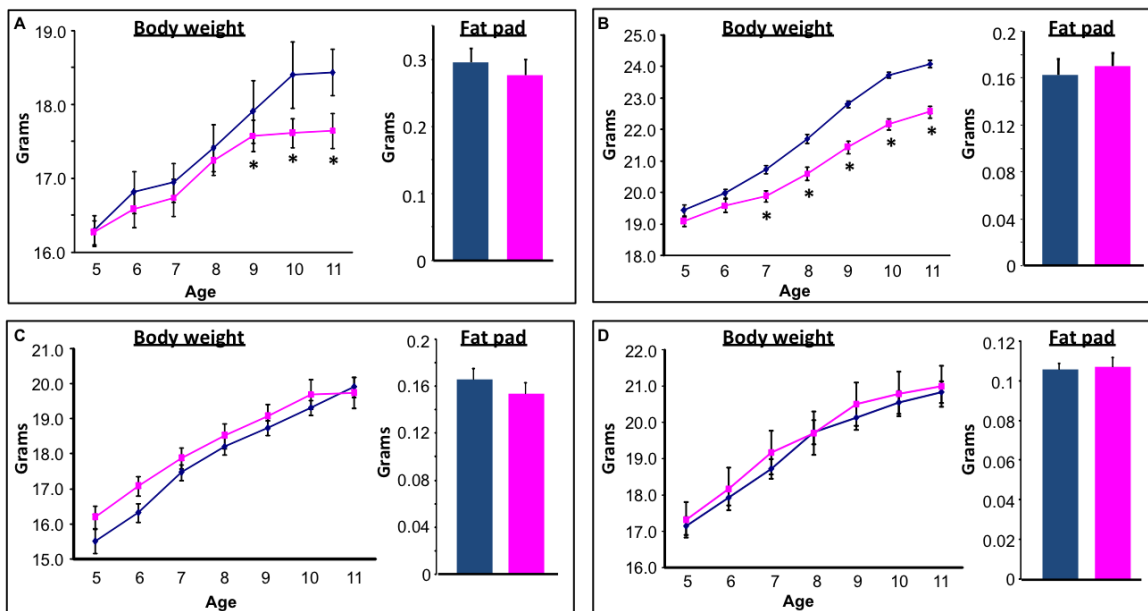 A
Body weight
Fat pad
19.0
18.0
17.0
16.0
Grams
5 6 7 8 9 10 11
Age
* * *
0.3
0.2
0.1
0
Grams
B
Body weight
Fat pad
25.0
24.0
23.0
22.0
21.0
20.0
19.0
18.0
Grams
5 6 7 8 9 10 11
Age
* * * * *
0.2
0.16
0.12
0.08
0.04
0
Grams
C
Body weight
Fat pad
21.0
20.0
19.0
18.0
17.0
16.0
15.0
Grams
5 6 7 8 9 10 11
Age
0.2
0.16
0.12
0.08
0.04
0
Grams
D
Body weight
Fat pad
22.0
21.0
20.0
19.0
18.0
17.0
16.0
Grams
5 6 7 8 9 10 11
Age
0.12
0.1
0.08
0.06
0.04
0.02
0
Grams